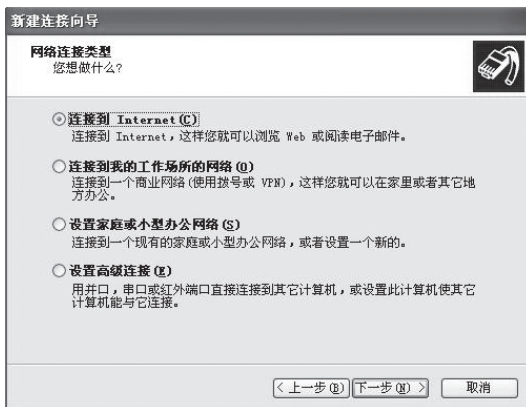 新建连接向导
网络连接类型
您想做什么?
连接到 Internet(C)
连接到 Internet，这样您就可以浏览 Web 或阅读电子邮件。
连接到我的工作场所的网络(O)
连接到一个商业网络(使用拨号或 VPN)，这样您就可以在家里或者其它地
方办公。
设置家庭或小型办公网络(S)
连接到一个现有的家庭或小型办公网络，或者设置一个新的。
设置高级连接(E)
用并口，串口或红外端口直接连接到其它计算机，或设置此计算机使其它
计算机能与它连接。
<上一步(B) 下一步(N) > 取消